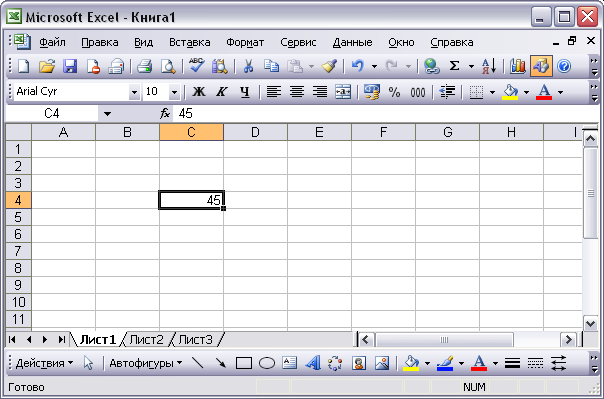 Microsoft Excel - Книга1
Файл Правка Вид Вставка Формат Сервис Данные Окно Справка
Arial Cyr 10 Ж К Ч % 000 A
C4 fx 45
A B C D E F G H I
1
2
3
4 45
5
6
7
8
9
10
11
Лист1 Лист2 Лист3
Действия Автофигуры A A
Готово NUM